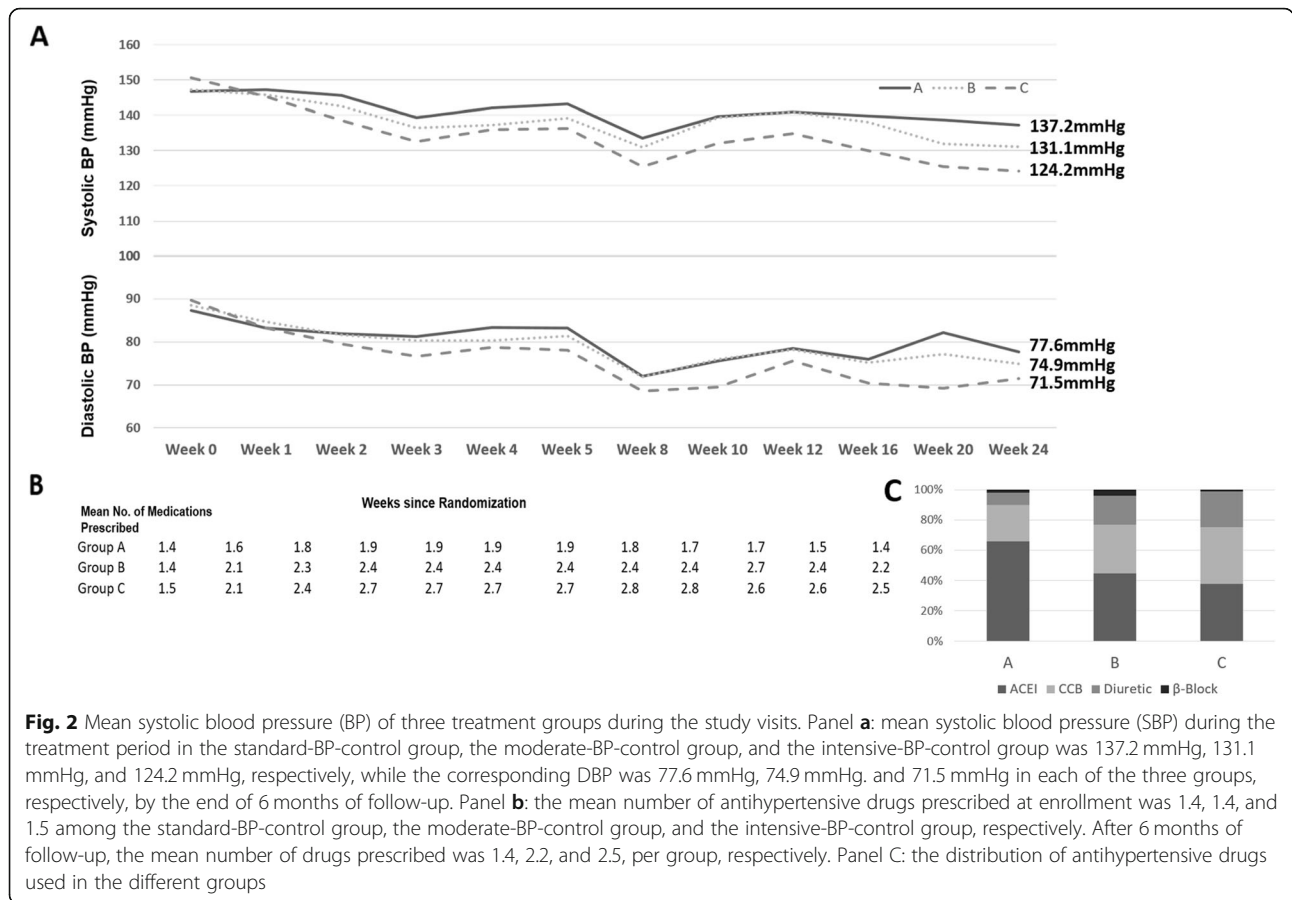 A
160
150
A B C
140
137.2mmHg
130
131.1mmHg
120
124.2mmHg
110
100
Systolic BP (mmHg)
90
80
77.6mmHg
74.9mmHg
70
71.5mmHg
60
Diastolic BP (mmHg)
Week 0 Week 1 Week 2 Week 3 Week 4 Week 5 Week 8 Week 10 Week 12 Week 16 Week 20 Week 24
B
Weeks since Randomization
Mean No. of Medications
Prescribed
Group A 1.4 1.6 1.8 1.9 1.9 1.9 1.9 1.8 1.7 1.7 1.5 1.4
Group B 1.4 2.1 2.3 2.4 2.4 2.4 2.4 2.4 2.4 2.7 2.4 2.2
Group C 1.5 2.1 2.4 2.7 2.7 2.7 2.7 2.8 2.8 2.6 2.6 2.5
C
100%
80%
60%
40%
20%
0%
A B C
ACEI CCB Diuretic β-Block
Fig. 2 Mean systolic blood pressure (BP) of three treatment groups during the study visits. Panel a: mean systolic blood pressure (SBP) during the
treatment period in the standard-BP-control group, the moderate-BP-control group, and the intensive-BP-control group was 137.2 mmHg, 131.1
mmHg, and 124.2 mmHg, respectively, while the corresponding DBP was 77.6 mmHg, 74.9 mmHg. and 71.5 mmHg in each of the three groups,
respectively, by the end of 6 months of follow-up. Panel b: the mean number of antihypertensive drugs prescribed at enrollment was 1.4, 1.4, and
1.5 among the standard-BP-control group, the moderate-BP-control group, and the intensive-BP-control group, respectively. After 6 months of
follow-up, the mean number of drugs prescribed was 1.4, 2.2, and 2.5, per group, respectively. Panel C: the distribution of antihypertensive drugs
used in the different groups